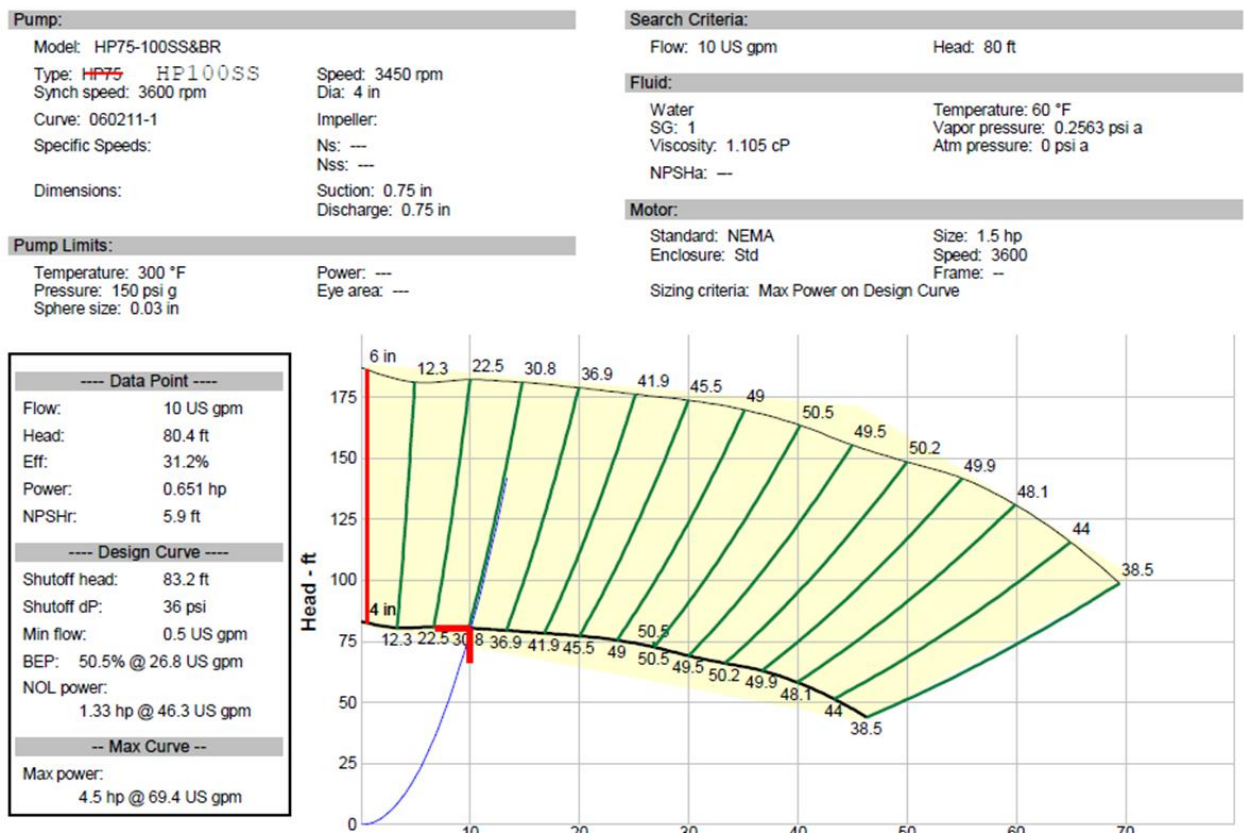 Pump:
Model: HP75-100SS&BR
Type: HP75 HP100SS
Speed: 3450 rpm
Synch speed: 3600 rpm
Dia: 4 in
Curve: 060211-1
Impeller:
Specific Speeds:
Ns: ---
Nss: ---
Dimensions:
Suction: 0.75 in
Discharge: 0.75 in
Pump Limits:
Temperature: 300 °F
Power: ---
Pressure: 150 psi g
Eye area: ---
Sphere size: 0.03 in
Search Criteria:
Flow: 10 US gpm
Head: 80 ft
Fluid:
Water
Temperature: 60 °F
SG: 1
Vapor pressure: 0.2563 psi a
Viscosity: 1.105 cP
Atm pressure: 0 psi a
NPSHa: ---
Motor:
Standard: NEMA
Size: 1.5 hp
Enclosure: Std
Speed: 3600
Frame: --
Sizing criteria: Max Power on Design Curve
---- Data Point ----
Flow: 10 US gpm
Head: 80.4 ft
Eff: 31.2%
Power: 0.651 hp
NPSHr: 5.9 ft
---- Design Curve ----
Shutoff head: 83.2 ft
Shutoff dP: 36 psi
Min flow: 0.5 US gpm
BEP: 50.5% @ 26.8 US gpm
NOL power:
1.33 hp @ 46.3 US gpm
-- Max Curve --
Max power:
4.5 hp @ 69.4 US gpm
Head - ft
175
150
125
100
75
50
25
0
6 in
12.3
22.5
30.8
36.9
41.9
45.5
49
50.5
49.5
50.2
49.9
48.1
44
38.5
4 in
12.3
22.5
30.8
36.9
41.9
45.5
49
50.5
50.5
49.5
50.2
49.9
48.1
44
38.5
10
20
30
40
50
60
70